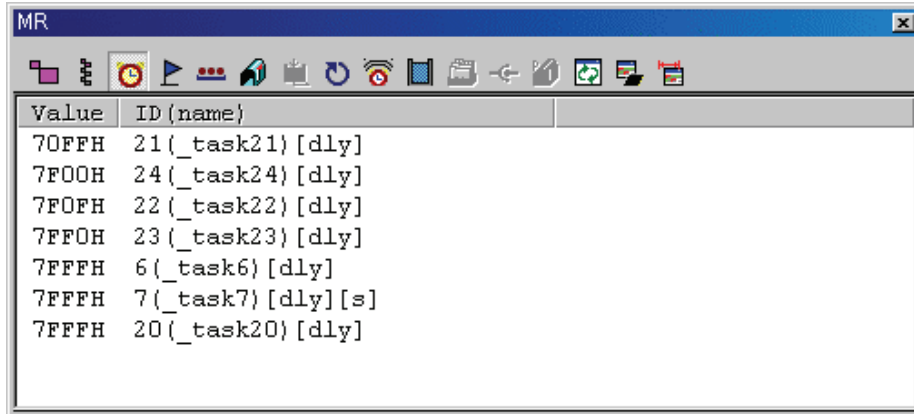 MR
Value ID(name)
70FFH 21(_task21)[dly]
7F00H 24(_task24)[dly]
7F0FH 22(_task22)[dly]
7FF0H 23(_task23)[dly]
7FFFH 6(_task6)[dly]
7FFFH 7(_task7)[dly][s]
7FFFH 20(_task20)[dly]